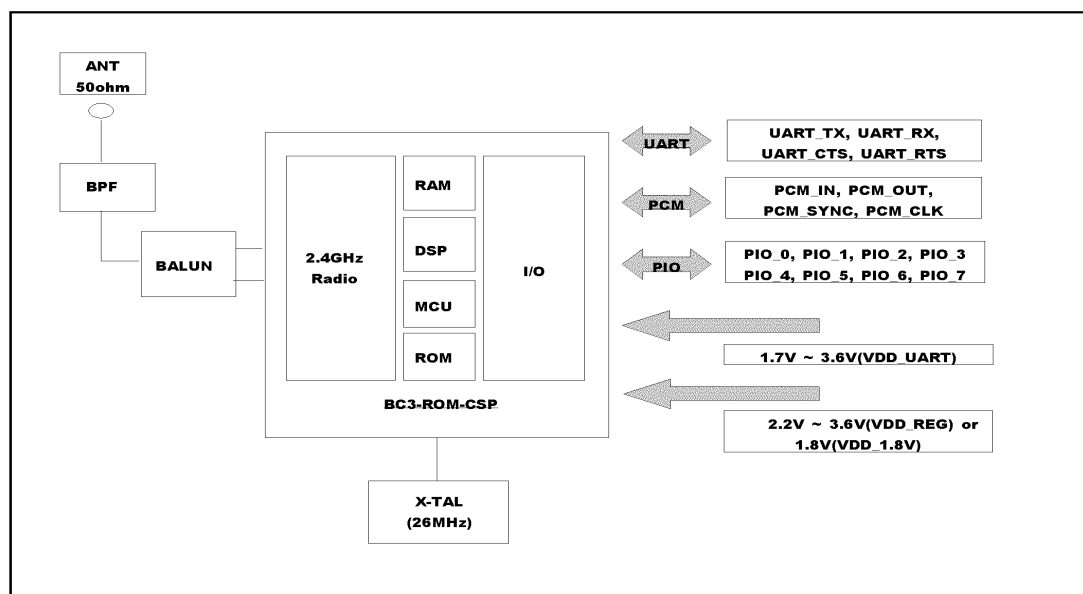 ANT
50ohm
BPF
BALUN
2.4GHz
Radio
RAM
DSP
MCU
ROM
I/O
BC3-ROM-CSP
X-TAL
(26MHz)
UART
UART_TX, UART_RX,
UART_CTS, UART_RTS
PCM
PCM_IN, PCM_OUT,
PCM_SYNC, PCM_CLK
PIO
PIO_0, PIO_1, PIO_2, PIO_3
PIO_4, PIO_5, PIO_6, PIO_7
1.7V ~ 3.6V(VDD_UART)
2.2V ~ 3.6V(VDD_REG) or
1.8V(VDD_1.8V)